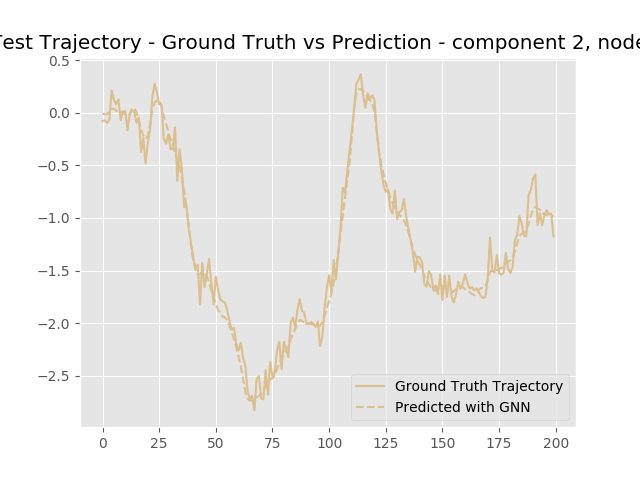 Test Trajectory - Ground Truth vs Prediction - component 2, node
0.5
0.0
−0.5
−1.0
−1.5
−2.0
−2.5
0 25 50 75 100 125 150 175 200
Ground Truth Trajectory
Predicted with GNN